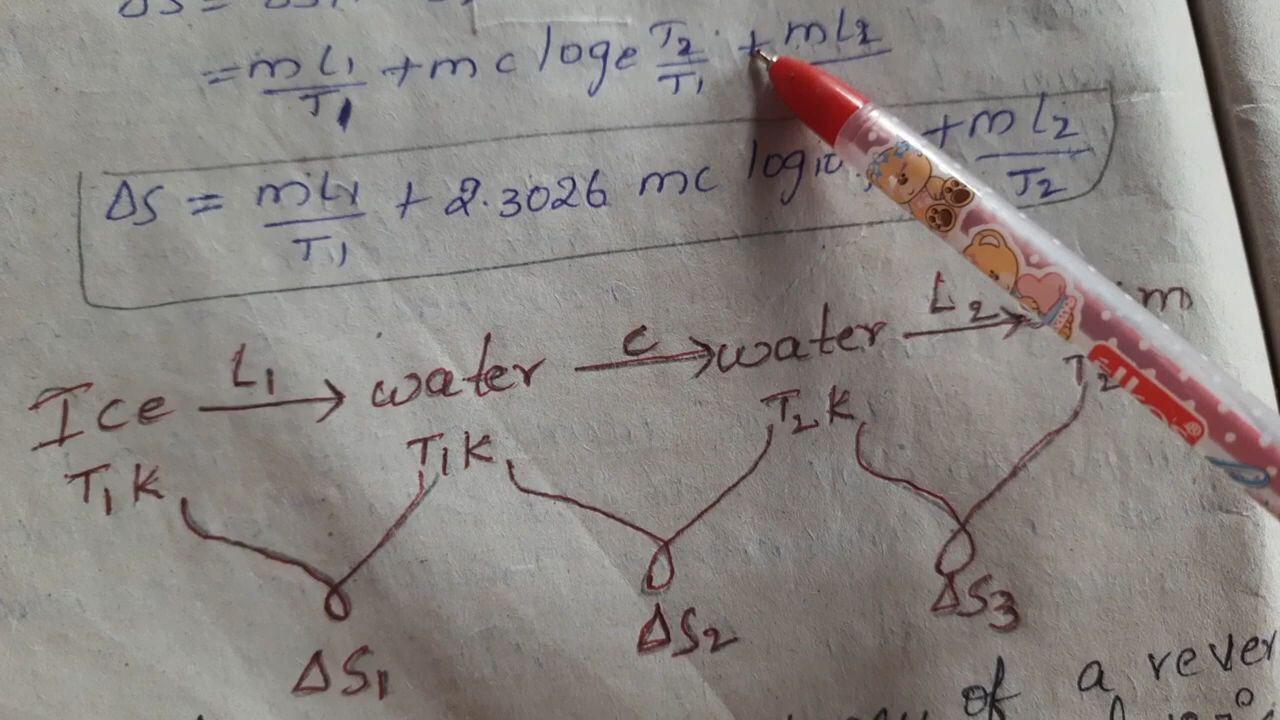 ΔS =
= mL1/T1 + mc loge T2/T1 + mL2
ΔS = mL1/T1 + 2.3026 mc log10 + mL2/T2
Ice L1→ water C→ water L2→ m
T1K T1K T2K T2
ΔS1 ΔS2 ΔS3
of a rever